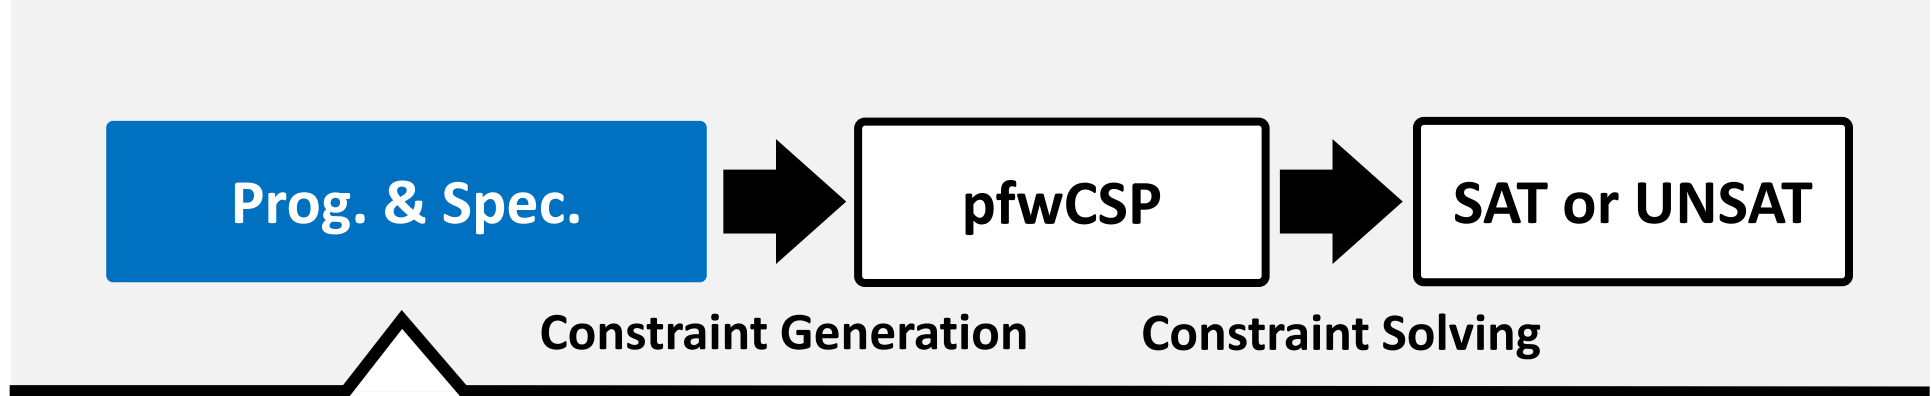 Prog. & Spec.
pfwCSP
SAT or UNSAT
Constraint Generation
Constraint Solving